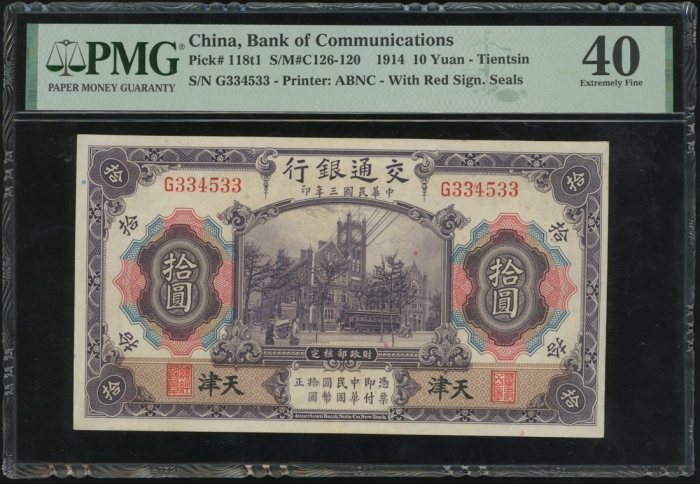 PMG®
PAPER MONEY GUARANTY
China, Bank of Communications
Pick# 118t1 S/M#C126-120 1914 10 Yuan - Tientsin
S/N G334533 - Printer: ABNC - With Red Sign. Seals
40
Extremely Fine
行銀通交
印年三國民華中
G334533
G334533
拾
拾
拾
拾
拾圓
拾圓
拾
拾
定核部政財
拾
拾
津天
津天
正拾國民中即憑
圓幣國華付票
American Bank Note Co. New York.